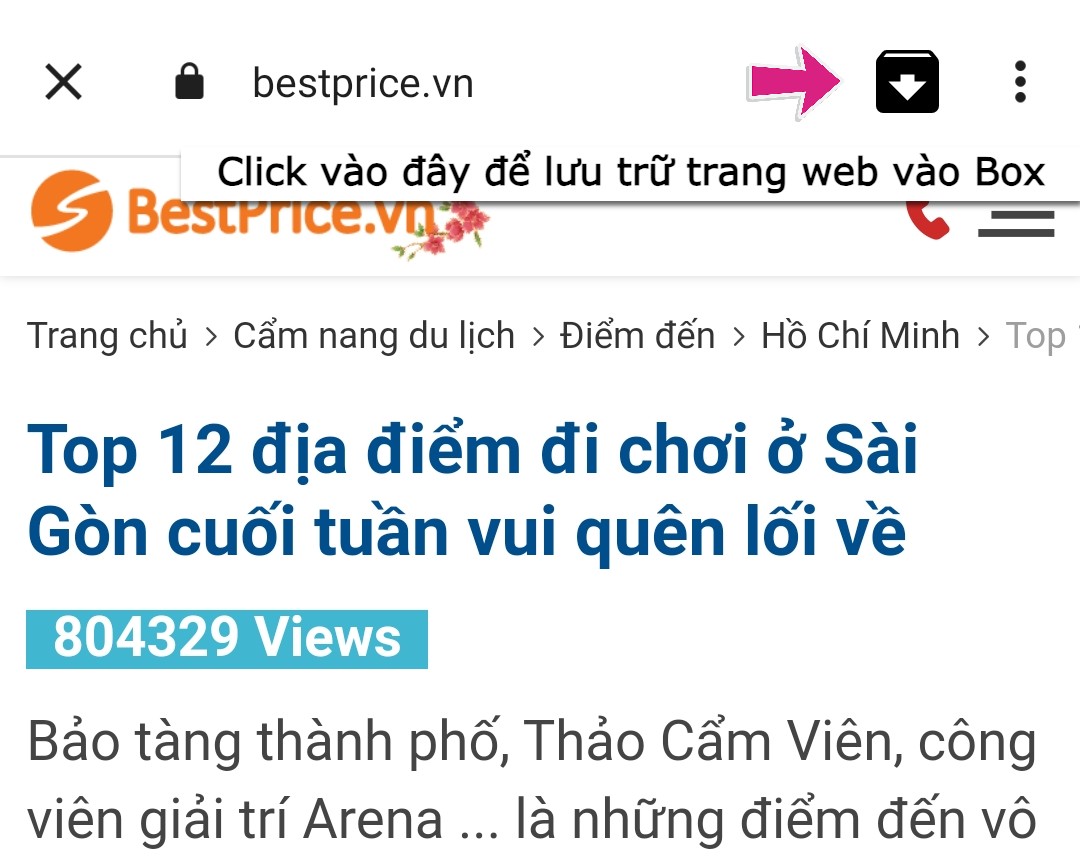 bestprice.vn
Click vào đây để lưu trữ trang web vào Box
BestPrice.vn
Trang chủ > Cẩm nang du lịch > Điểm đến > Hồ Chí Minh > Top
Top 12 địa điểm đi chơi ở Sài
Gòn cuối tuần vui quên lối về
804329 Views
Bảo tàng thành phố, Thảo Cẩm Viên, công
viên giải trí Arena ... là những điểm đến vô